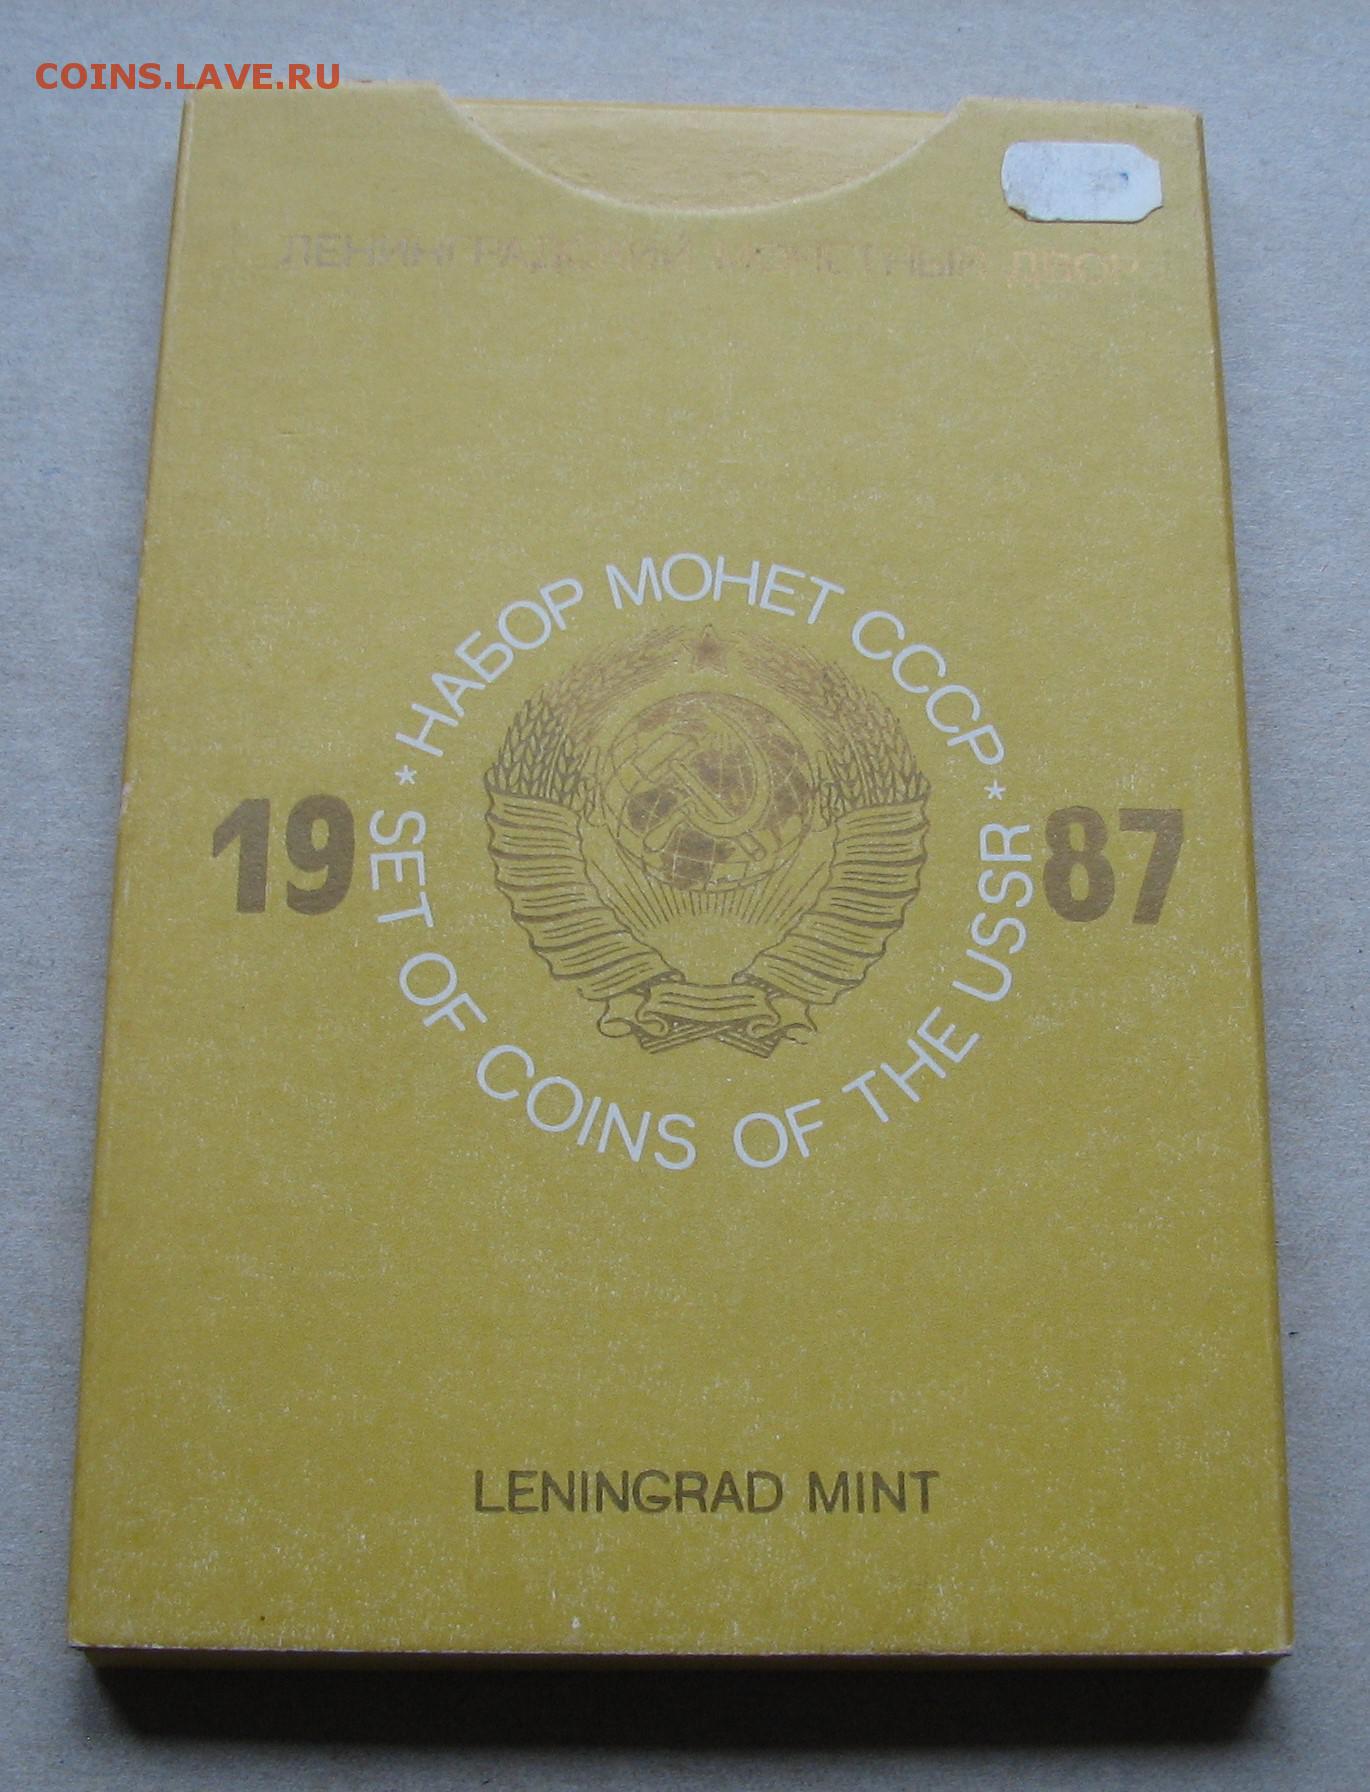 COINS.LAVE.RU
ЛЕНИНГРАДСКИЙ МОНЕТНЫЙ ДВОР
* НАБОР МОНЕТ СССР *
19 87
SET OF COINS OF THE USSR
LENINGRAD MINT